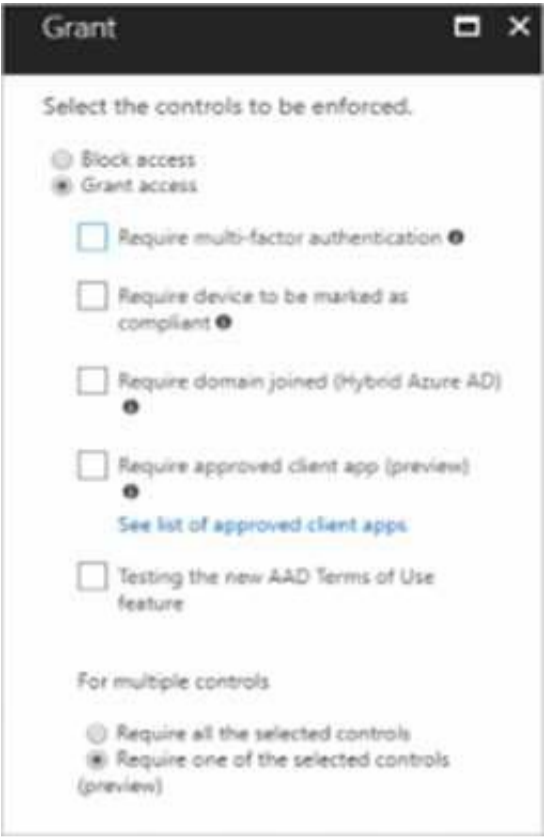 Grant
Select the controls to be enforced.
Block access
Grant access
Require multi-factor authentication
Require device to be marked as
compliant
Require domain joined (Hybrid Azure AD)
Require approved client app (preview)
See list of approved client apps
Testing the new AAD Terms of Use
feature
For multiple controls
Require all the selected controls
Require one of the selected controls
(preview)